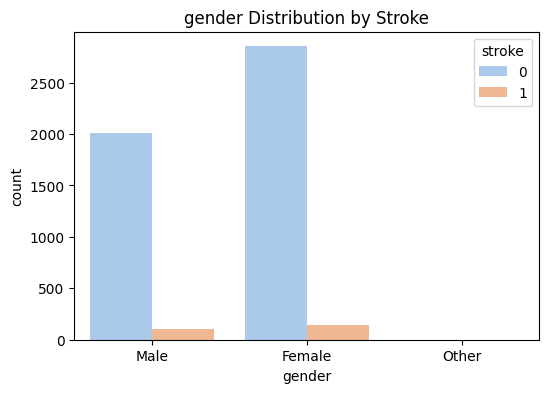 gender Distribution by Stroke
stroke
0
1
2500
2000
1500
1000
500
0
count
Male
Female
Other
gender